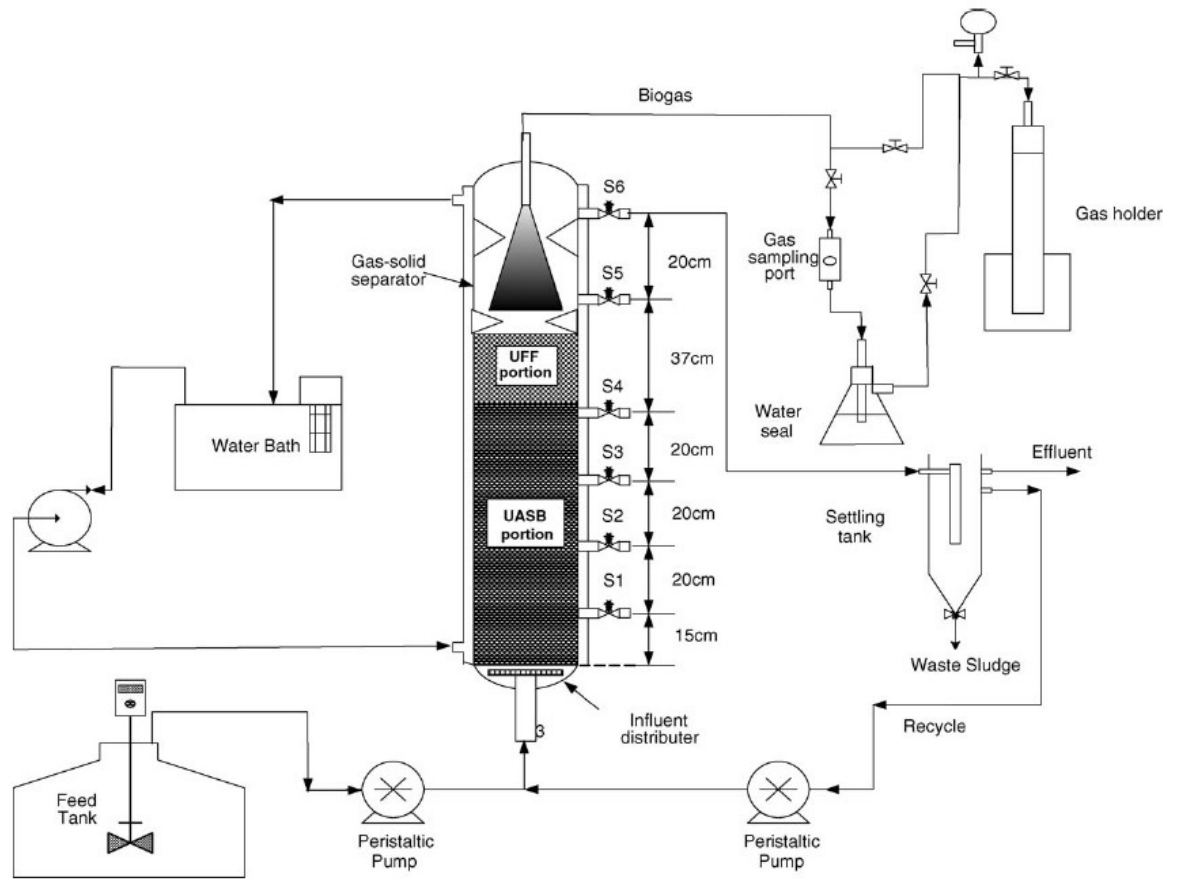 Biogas
S6
Gas holder
Gas
sampling
port
20cm
Gas-solid
separator
S5
UFF
portion
37cm
S4
Water
seal
Water Bath
20cm
Effluent
S3
UASB
portion
20cm
S2
Settling
tank
S1
20cm
15cm
Waste Sludge
Influent
distributer
Recycle
3
Feed
Tank
Peristaltic
Pump
Peristaltic
Pump